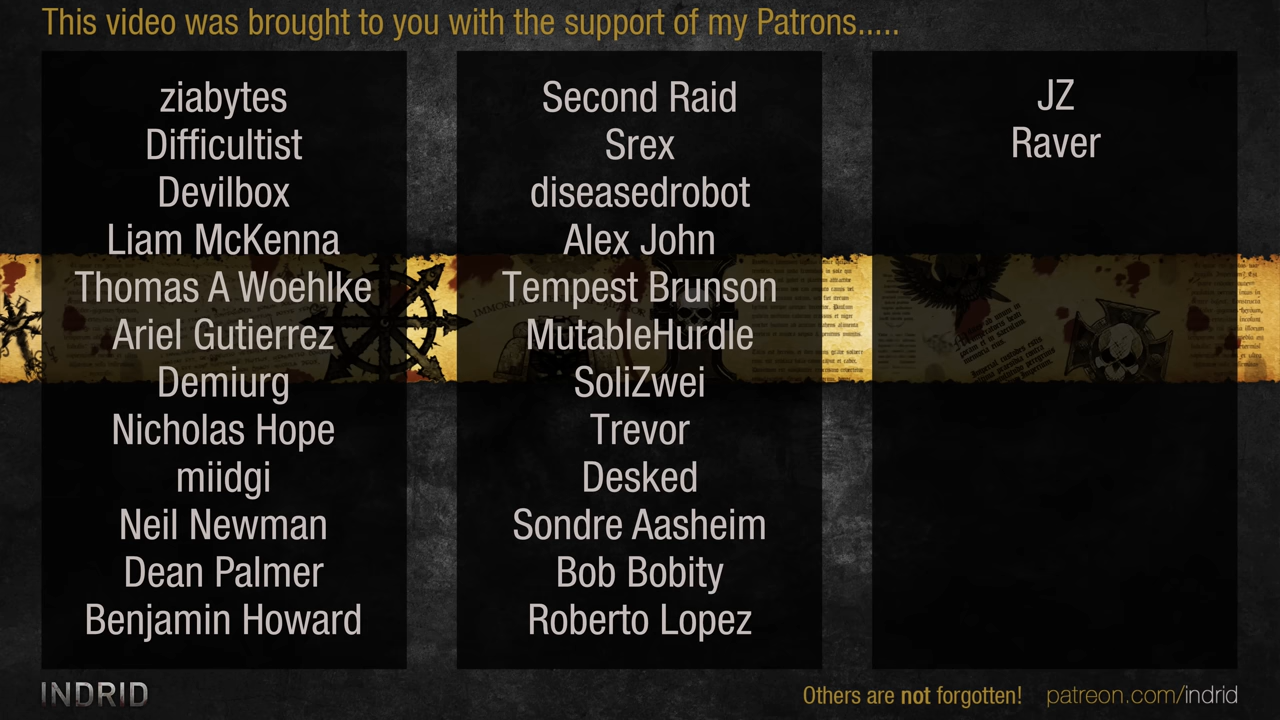 This video was brought to you with the support of my Patrons.....
ziabytes
Difficultist
Devilbox
Liam McKenna
Thomas A Woehlke
Ariel Gutierrez
Demiurg
Nicholas Hope
miidgi
Neil Newman
Dean Palmer
Benjamin Howard
Second Raid
Srex
diseasedrobot
Alex John
Tempest Brunson
MutableHurdle
SoliZwei
Trevor
Desked
Sondre Aasheim
Bob Bobity
Roberto Lopez
JZ
Raver
INDRID
Others are not forgotten!
patreon.com/indrid